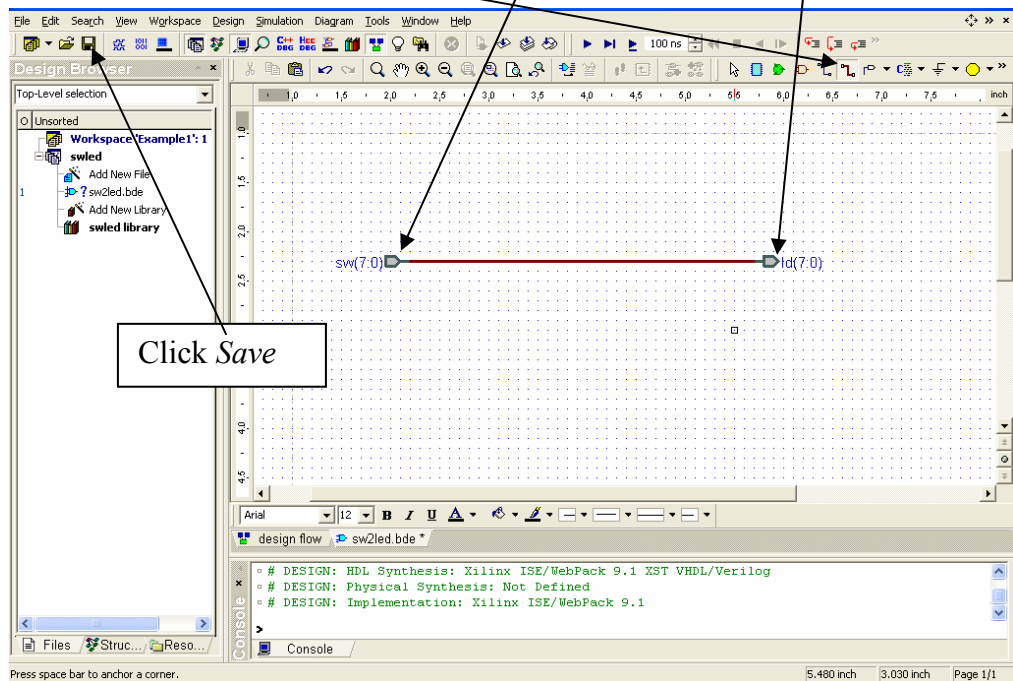 File Edit Search View Workspace Design Simulation Diagram Tools Window Help
C++ DBG HDE DBG 100 ns
Design Browser
Top-Level selection
O Unsorted
Workspace 'Example1': 1
swled
Add New File
1 ? sw2led.bde
Add New Library
swled library
1,0 1,5 2,0 2,5 3,0 3,5 4,0 4,5 5,0 5,5 6,0 6,5 7,0 7,5 inch
1,0
1,5
2,0
2,5
4,0
4,5
sw(7:0) ld(7:0)
Click Save
Arial 12 B I U A
design flow sw2led.bde *
# DESIGN: HDL Synthesis: Xilinx ISE/WebPack 9.1 XST VHDL/Verilog
# DESIGN: Physical Synthesis: Not Defined
# DESIGN: Implementation: Xilinx ISE/WebPack 9.1
>
Console
Console
Files Struc... Reso...
Press space bar to anchor a corner. 5.480 inch 3.030 inch Page 1/1